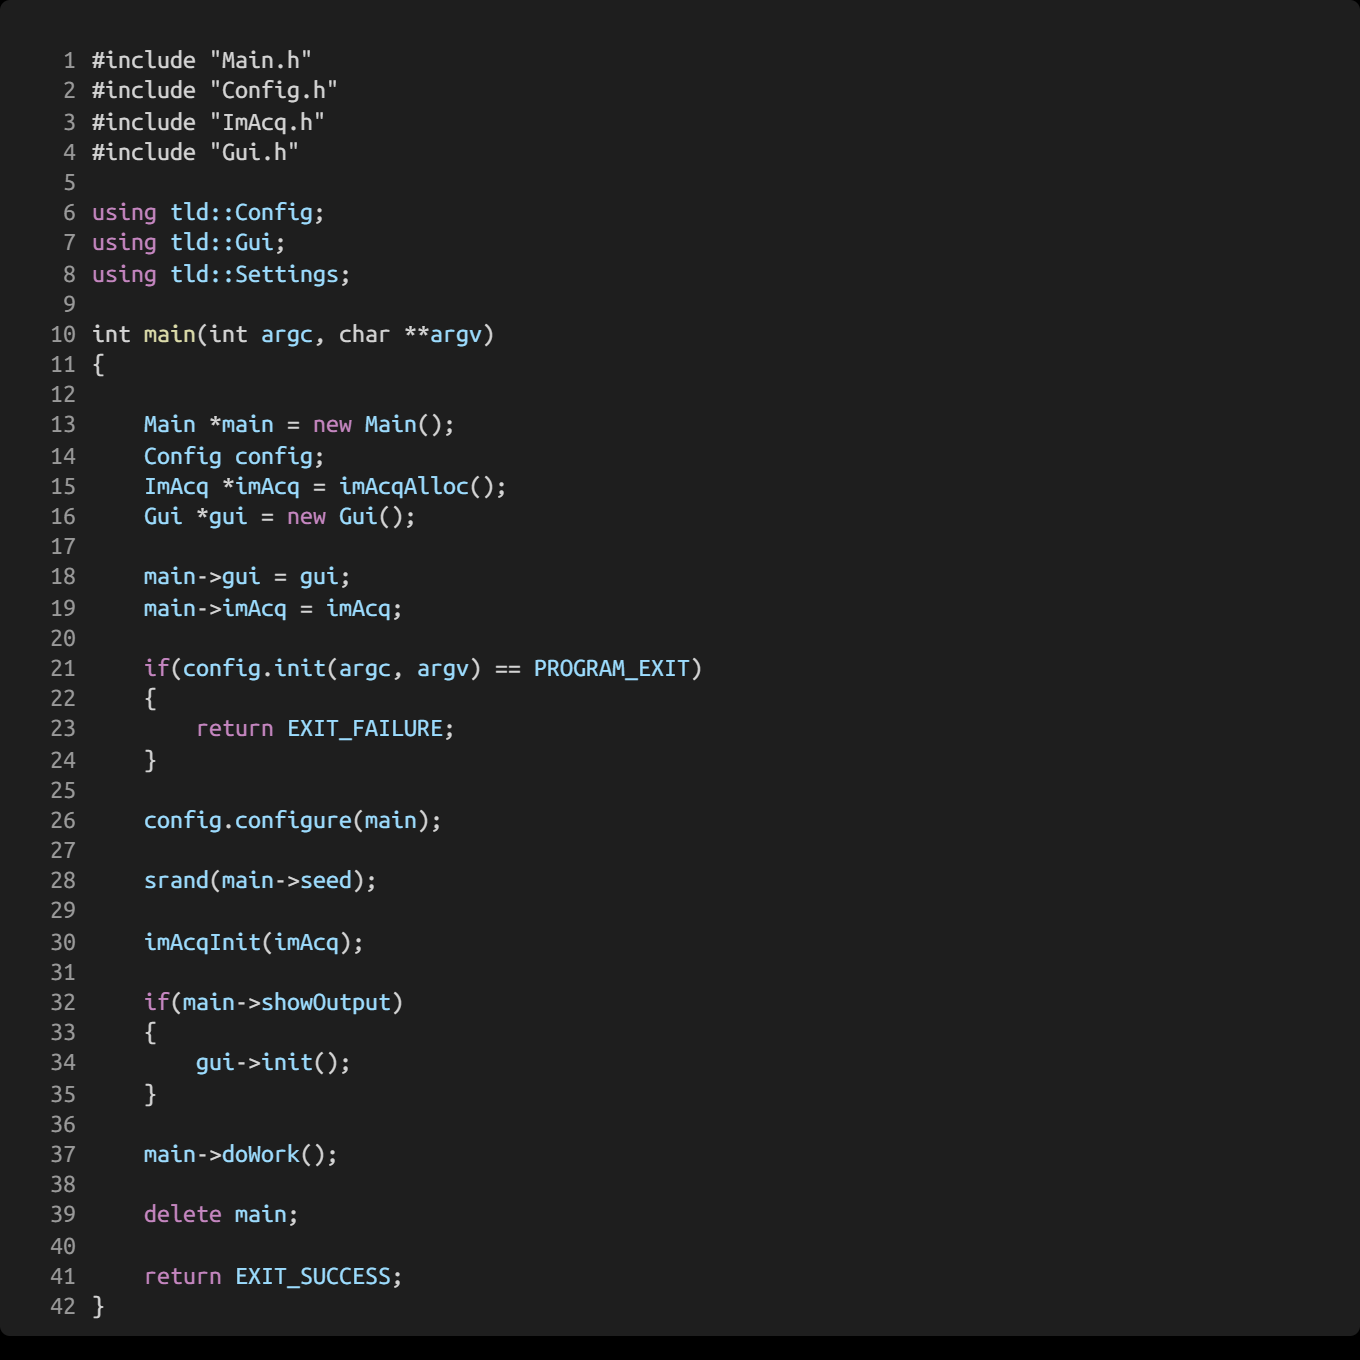 1 #include "Main.h"
2 #include "Config.h"
3 #include "ImAcq.h"
4 #include "Gui.h"
5
6 using tld::Config;
7 using tld::Gui;
8 using tld::Settings;
9
10 int main(int argc, char **argv)
11 {
12
13     Main *main = new Main();
14     Config config;
15     ImAcq *imAcq = imAcqAlloc();
16     Gui *gui = new Gui();
17
18     main->gui = gui;
19     main->imAcq = imAcq;
20
21     if(config.init(argc, argv) == PROGRAM_EXIT)
22     {
23         return EXIT_FAILURE;
24     }
25
26     config.configure(main);
27
28     srand(main->seed);
29
30     imAcqInit(imAcq);
31
32     if(main->showOutput)
33     {
34         gui->init();
35     }
36
37     main->doWork();
38
39     delete main;
40
41     return EXIT_SUCCESS;
42 }